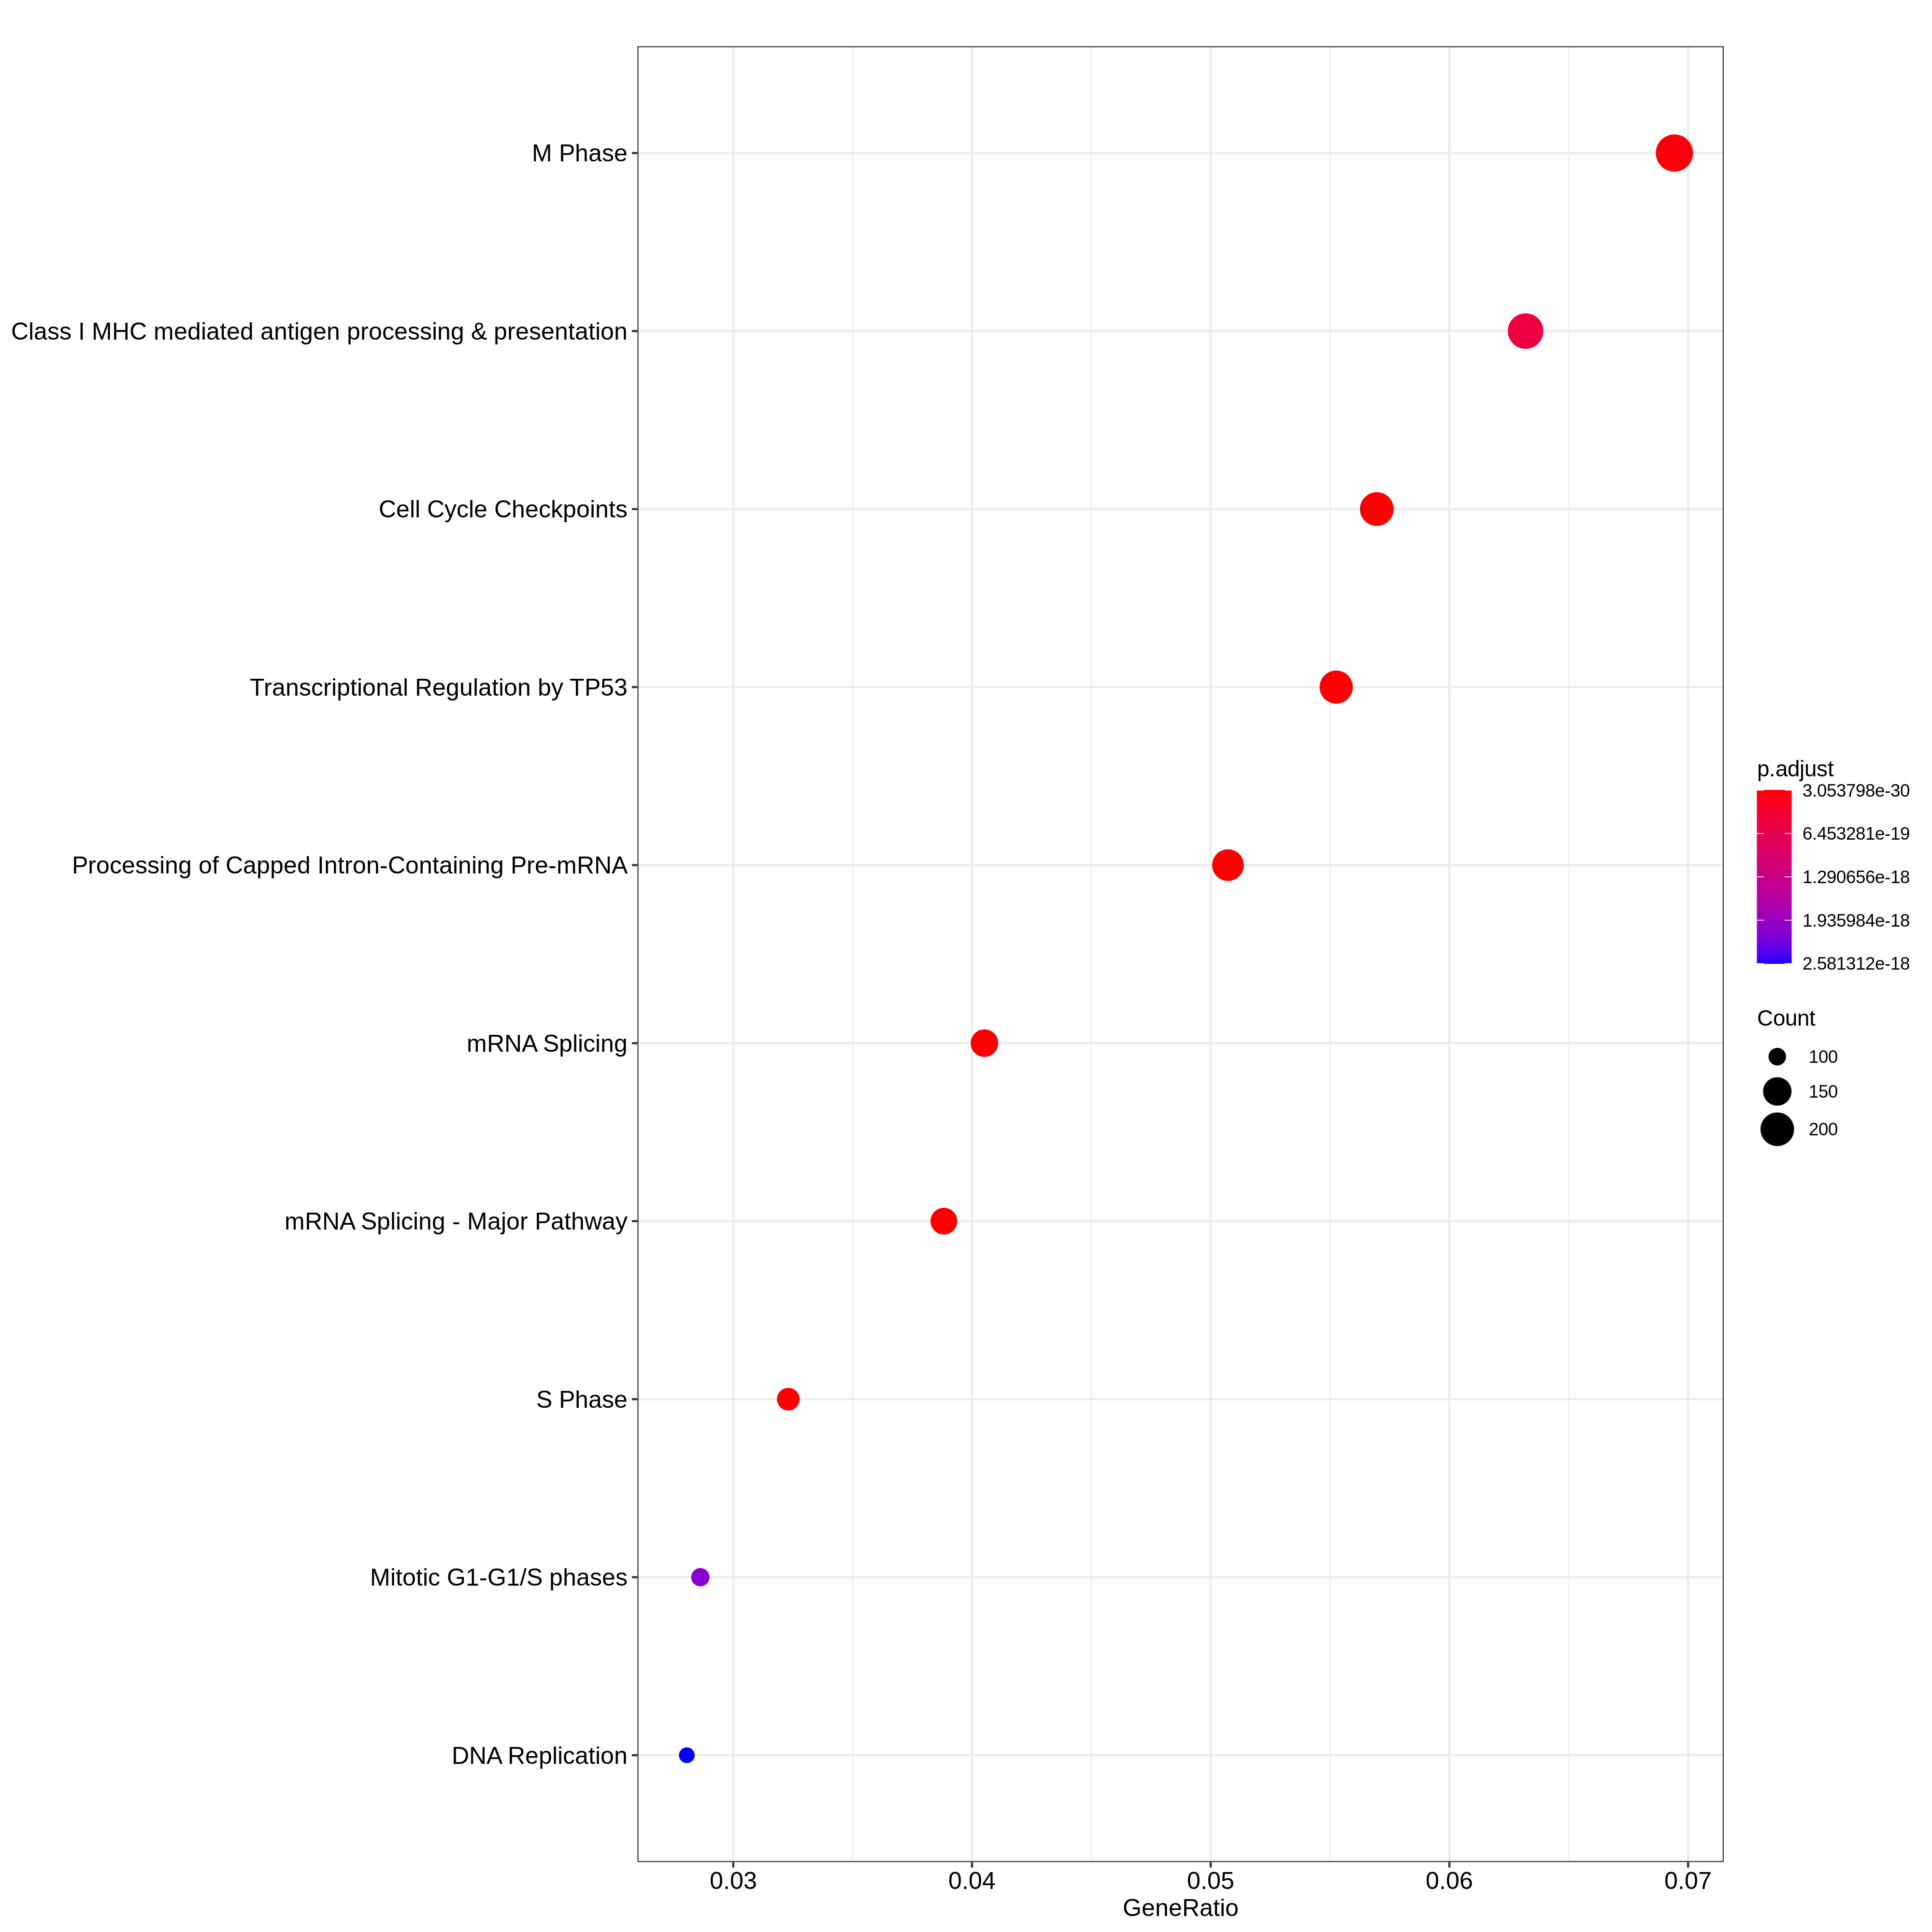 M Phase
Class I MHC mediated antigen processing & presentation
Cell Cycle Checkpoints
Transcriptional Regulation by TP53
Processing of Capped Intron-Containing Pre-mRNA
mRNA Splicing
mRNA Splicing - Major Pathway
S Phase
Mitotic G1-G1/S phases
DNA Replication
0.03 0.04 0.05 0.06 0.07
GeneRatio
p.adjust
3.053798e-30
6.453281e-19
1.290656e-18
1.935984e-18
2.581312e-18
Count
100
150
200